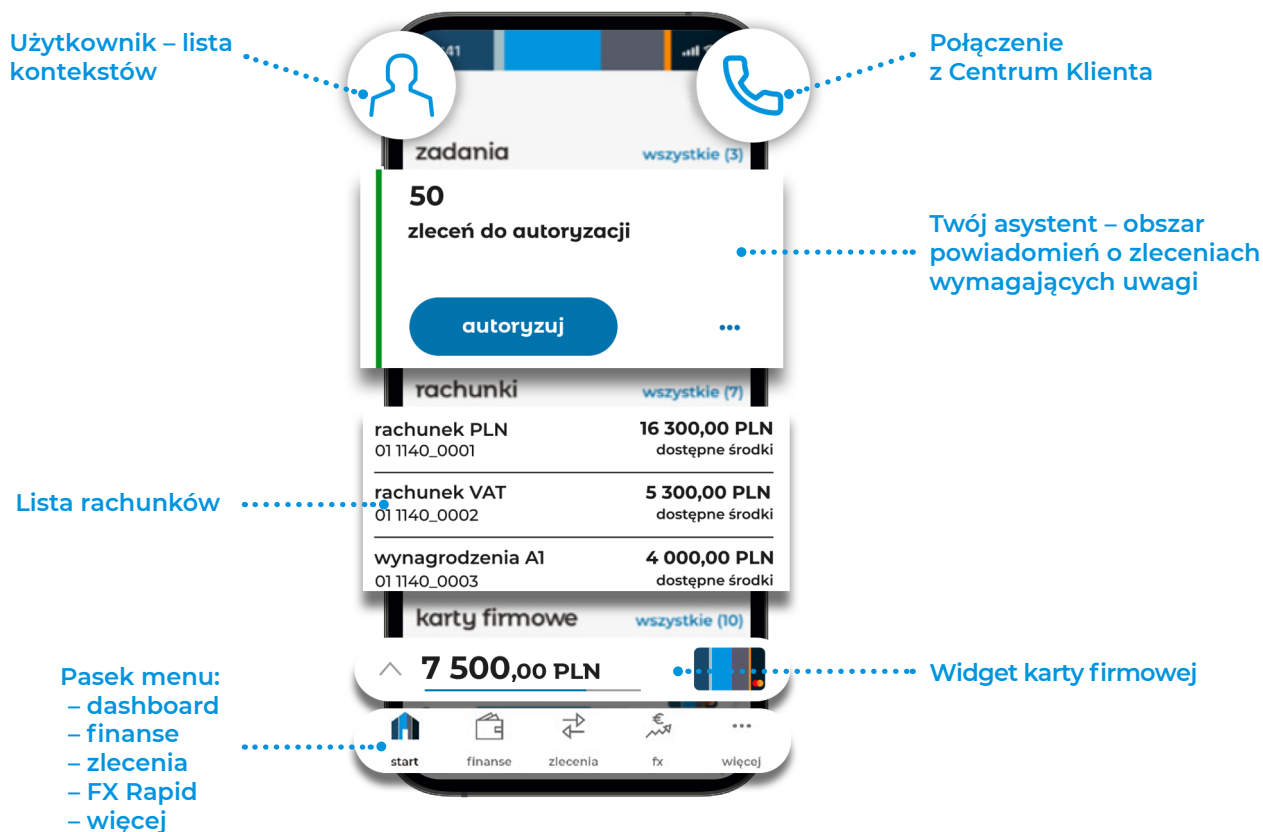 Użytkownik – lista
kontekstów
Połączenie
z Centrum Klienta
41
zadania
wszystkie (3)
50
zleceń do autoryzacji
autoryzuj
Twój asystent – obszar
powiadomień o zleceniach
wymagających uwagi
rachunki
wszystkie (7)
rachunek PLN
16 300,00 PLN
01 1140_0001
dostępne środki
Lista rachunków
rachunek VAT
5 300,00 PLN
01 1140_0002
dostępne środki
wynagrodzenia A1
4 000,00 PLN
01 1140_0003
dostępne środki
karty firmowe
wszystkie (10)
7 500,00 PLN
Widget karty firmowej
Pasek menu:
– dashboard
– finanse
– zlecenia
– FX Rapid
– więcej
start
finanse
zlecenia
fx
więcej